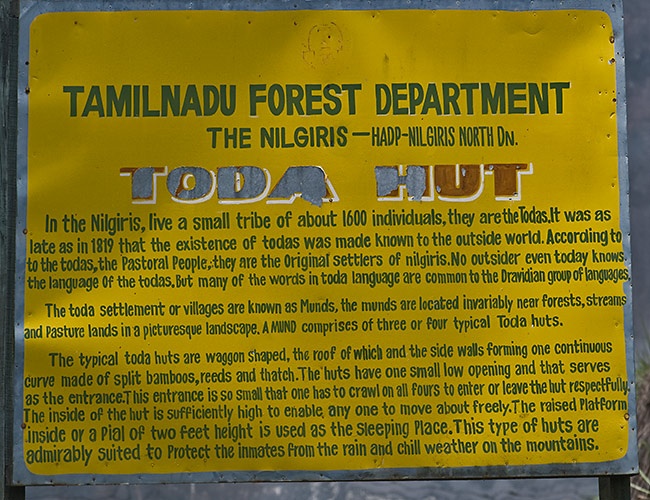 TAMILNADU FOREST DEPARTMENT
THE NILGIRIS – HADP-NILGIRIS NORTH DN.
TODA HUT
In the Nilgiris, live a small tribe of about 1600 individuals, they are the Todas. It was as
late as in 1819 that the existence of todas was made known to the outside world. According to
to the todas, the Pastoral People,- they are the Original settlers of nilgiris. No outsider even today knows
the language of the todas. But many of the words in toda language are common to the Dravidian group of languages.
The toda settlement or villages are known as Munds, the munds are located invariably near forests, streams
and Pasture lands in a picturesque landscape. A MUND comprises of three or four typical Toda huts.
The typical toda huts are waggon shaped, the roof of which and the side walls forming one continuous
curve made of split bamboos, reeds and thatch. The huts have one small low opening and that serves
as the entrance. This entrance is so small that one has to crawl on all fours to enter or leave the hut respectfully.
The inside of the hut is sufficiently high to enable, any one to move about freely. The raised Platform
inside or a Pial of two feet height is used as the Sleeping Place. This type of huts are
admirably suited to Protect the inmates from the rain and chill weather on the mountains.